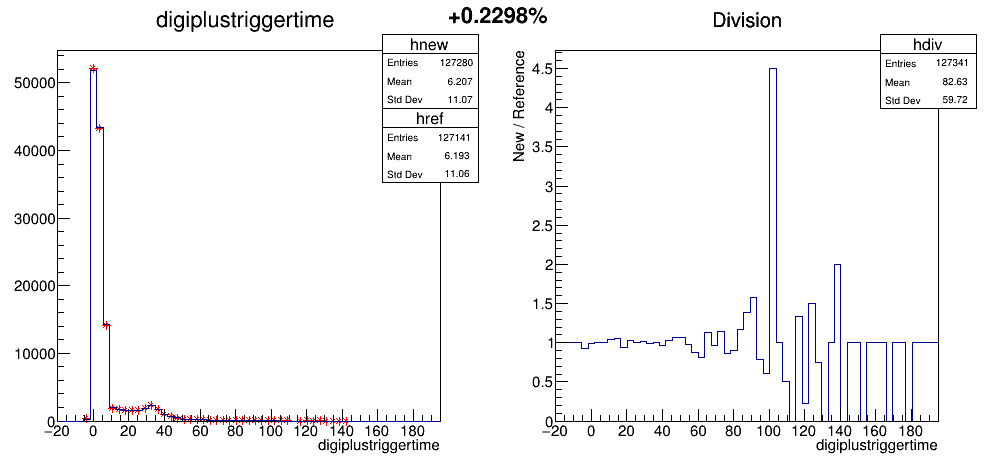 +0.2298%
digiplustriggertime
hnew
Entries 127280
Mean 6.207
Std Dev 11.07
href
Entries 127141
Mean 6.193
Std Dev 11.06
50000
40000
30000
20000
10000
0
−20 0 20 40 60 80 100 120 140 160 180
digiplustriggertime
Division
hdiv
Entries 127341
Mean 82.63
Std Dev 59.72
New / Reference
4.5
4
3.5
3
2.5
2
1.5
1
0.5
0
−20 0 20 40 60 80 100 120 140 160 180
digiplustriggertime